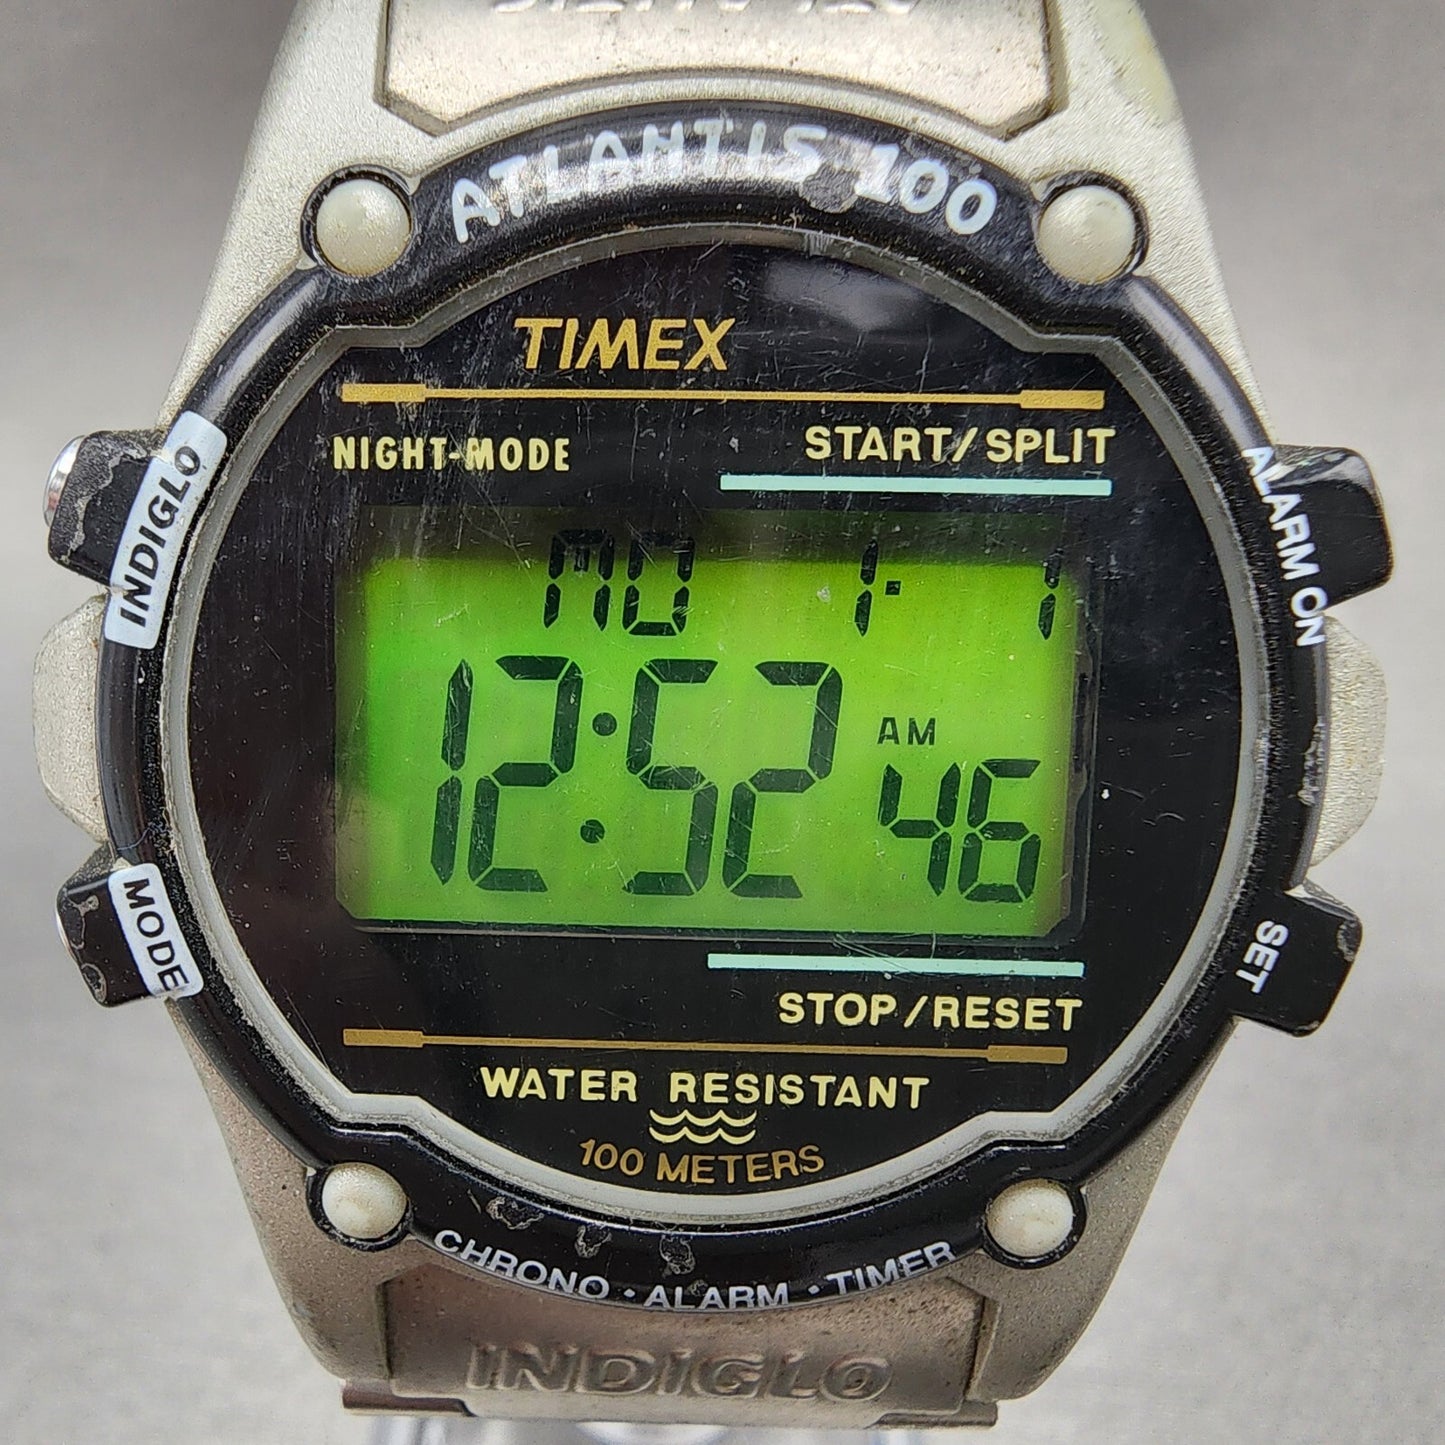 ATLANTIS 100
TIMEX
NIGHT-MODE
START/SPLIT
INDIGLO
ALARM ON
MO 1· 1
12:52 AM 46
MODE
SET
STOP/RESET
WATER RESISTANT
100 METERS
CHRONO · ALARM · TIMER
INDIGLO